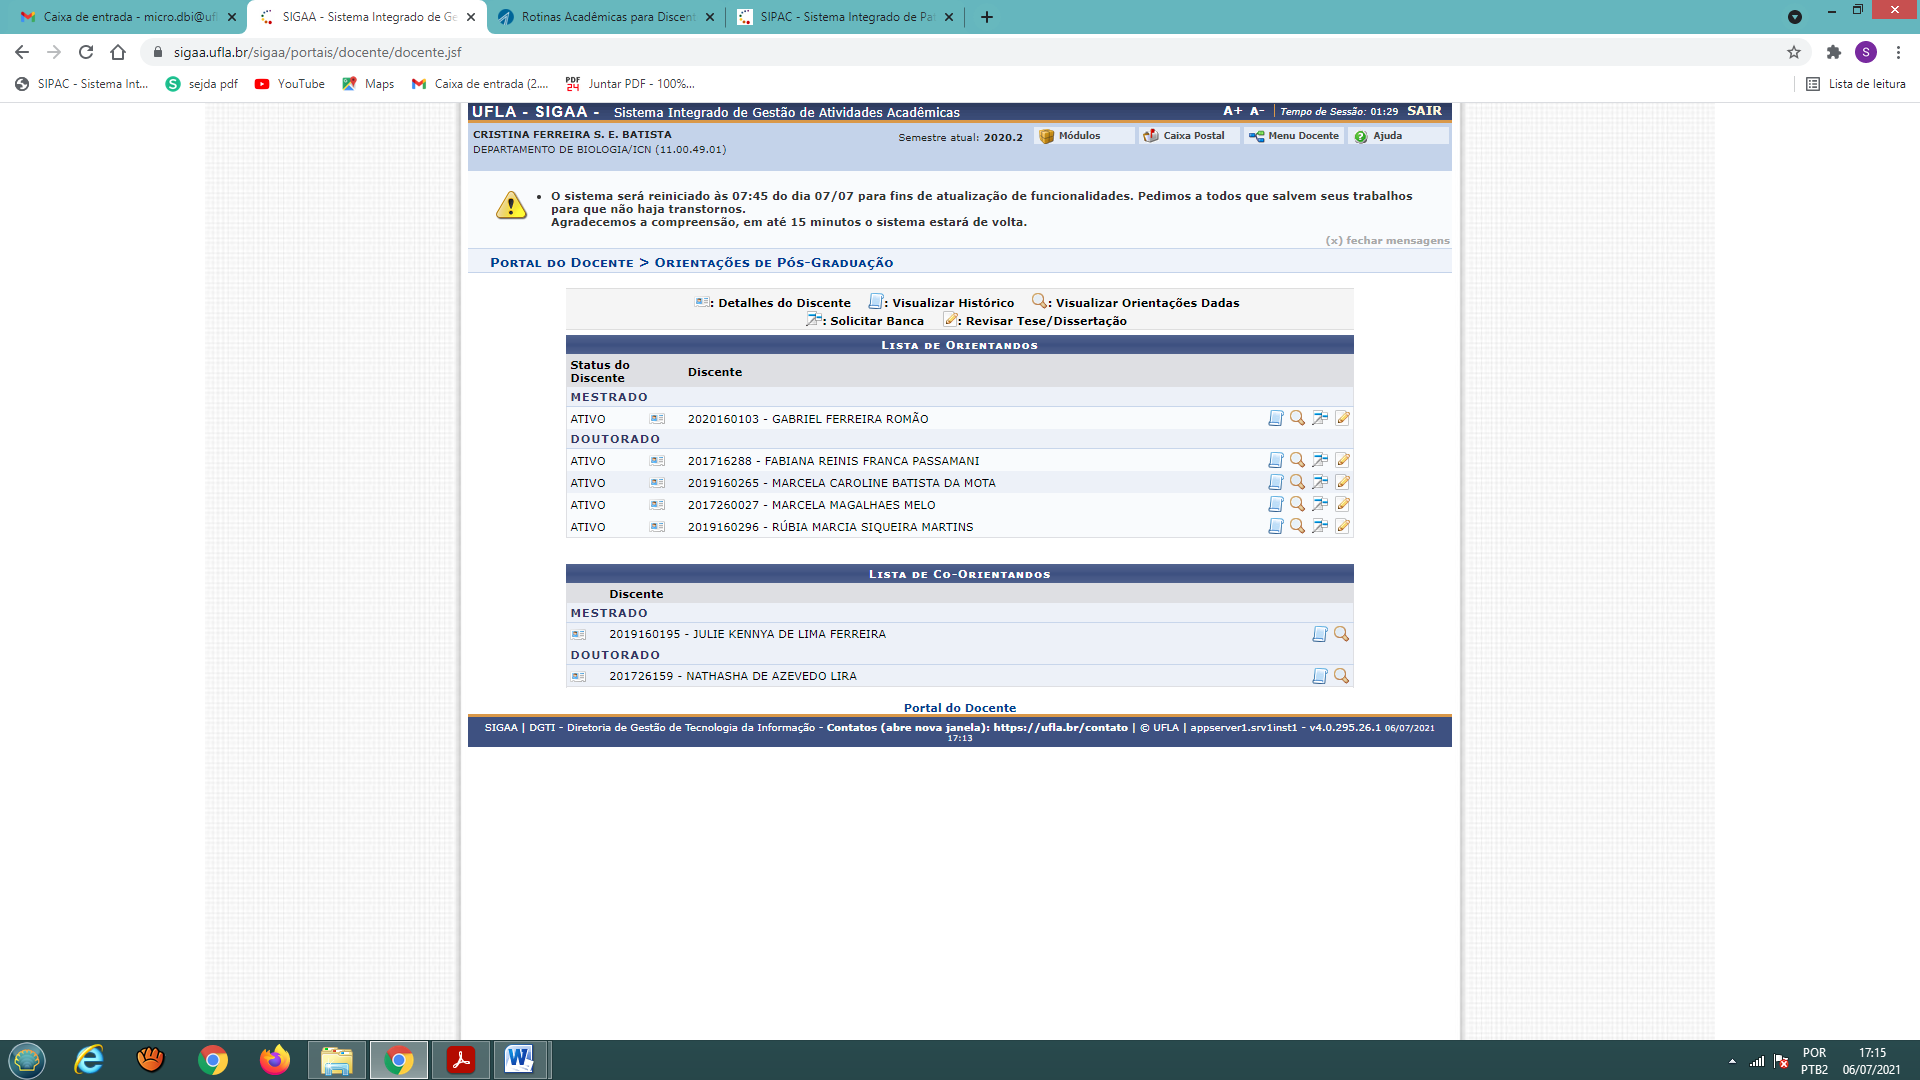 Caixa de entrada - micro.dbi@ufl
SIGAA - Sistema Integrado de Ge
Rotinas Acadêmicas para Discent
SIPAC - Sistema Integrado de Pat
sigaa.ufla.br/sigaa/portais/docente/docente.jsf
S
SIPAC - Sistema Int...
sejda pdf
YouTube
Maps
Caixa de entrada (2....
Juntar PDF - 100%...
Lista de leitura
UFLA - SIGAA - Sistema Integrado de Gestão de Atividades Acadêmicas
A+ A- Tempo de Sessão: 01:29 SAIR
CRISTINA FERREIRA S. E. BATISTA
DEPARTAMENTO DE BIOLOGIA/ICN (11.00.49.01)
Semestre atual: 2020.2
Módulos
Caixa Postal
Menu Docente
Ajuda
• O sistema será reiniciado às 07:45 do dia 07/07 para fins de atualização de funcionalidades. Pedimos a todos que salvem seus trabalhos
para que não haja transtornos.
Agradecemos a compreensão, em até 15 minutos o sistema estará de volta.
(x) fechar mensagens
Portal do Docente > Orientações de Pós-Graduação
: Detalhes do Discente : Visualizar Histórico : Visualizar Orientações Dadas
: Solicitar Banca : Revisar Tese/Dissertação
Lista de Orientandos
Status do
Discente
Discente
MESTRADO
ATIVO 2020160103 - GABRIEL FERREIRA ROMÃO
DOUTORADO
ATIVO 201716288 - FABIANA REINIS FRANCA PASSAMANI
ATIVO 2019160265 - MARCELA CAROLINE BATISTA DA MOTA
ATIVO 2017260027 - MARCELA MAGALHAES MELO
ATIVO 2019160296 - RÚBIA MARCIA SIQUEIRA MARTINS
Lista de Co-Orientandos
Discente
MESTRADO
2019160195 - JULIE KENNYA DE LIMA FERREIRA
DOUTORADO
201726159 - NATHASHA DE AZEVEDO LIRA
Portal do Docente
SIGAA | DGTI - Diretoria de Gestão de Tecnologia da Informação - Contatos (abre nova janela): https://ufla.br/contato | © UFLA | appserver1.srv1inst1 - v4.0.295.26.1 06/07/2021
17:13
POR
PTB2
17:15
06/07/2021